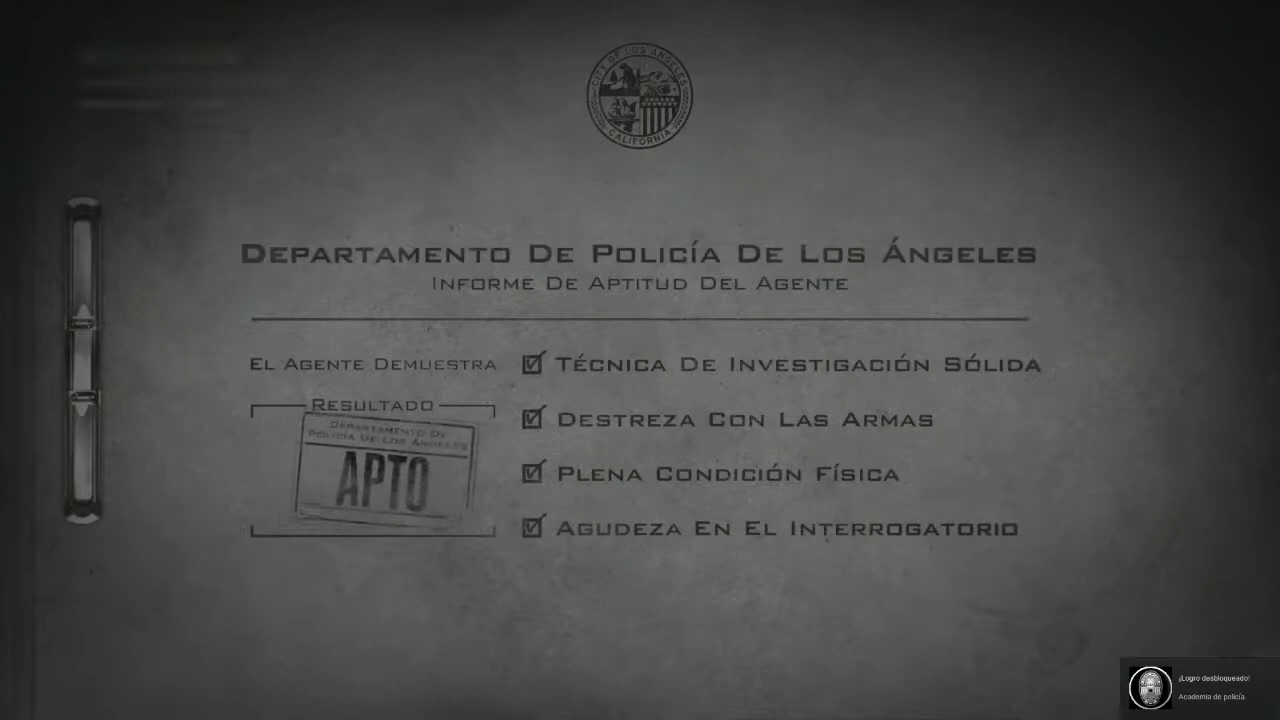 CITY OF LOS ANGELES
CALIFORNIA
Departamento De Policía De Los Ángeles
Informe De Aptitud Del Agente
El Agente Demuestra
Técnica De Investigación Sólida
Resultado
Departamento De
Policía De Los Ángeles
APTO
Destreza Con Las Armas
Plena Condición Física
Agudeza En El Interrogatorio
¡Logro desbloqueado!
Academia de policía